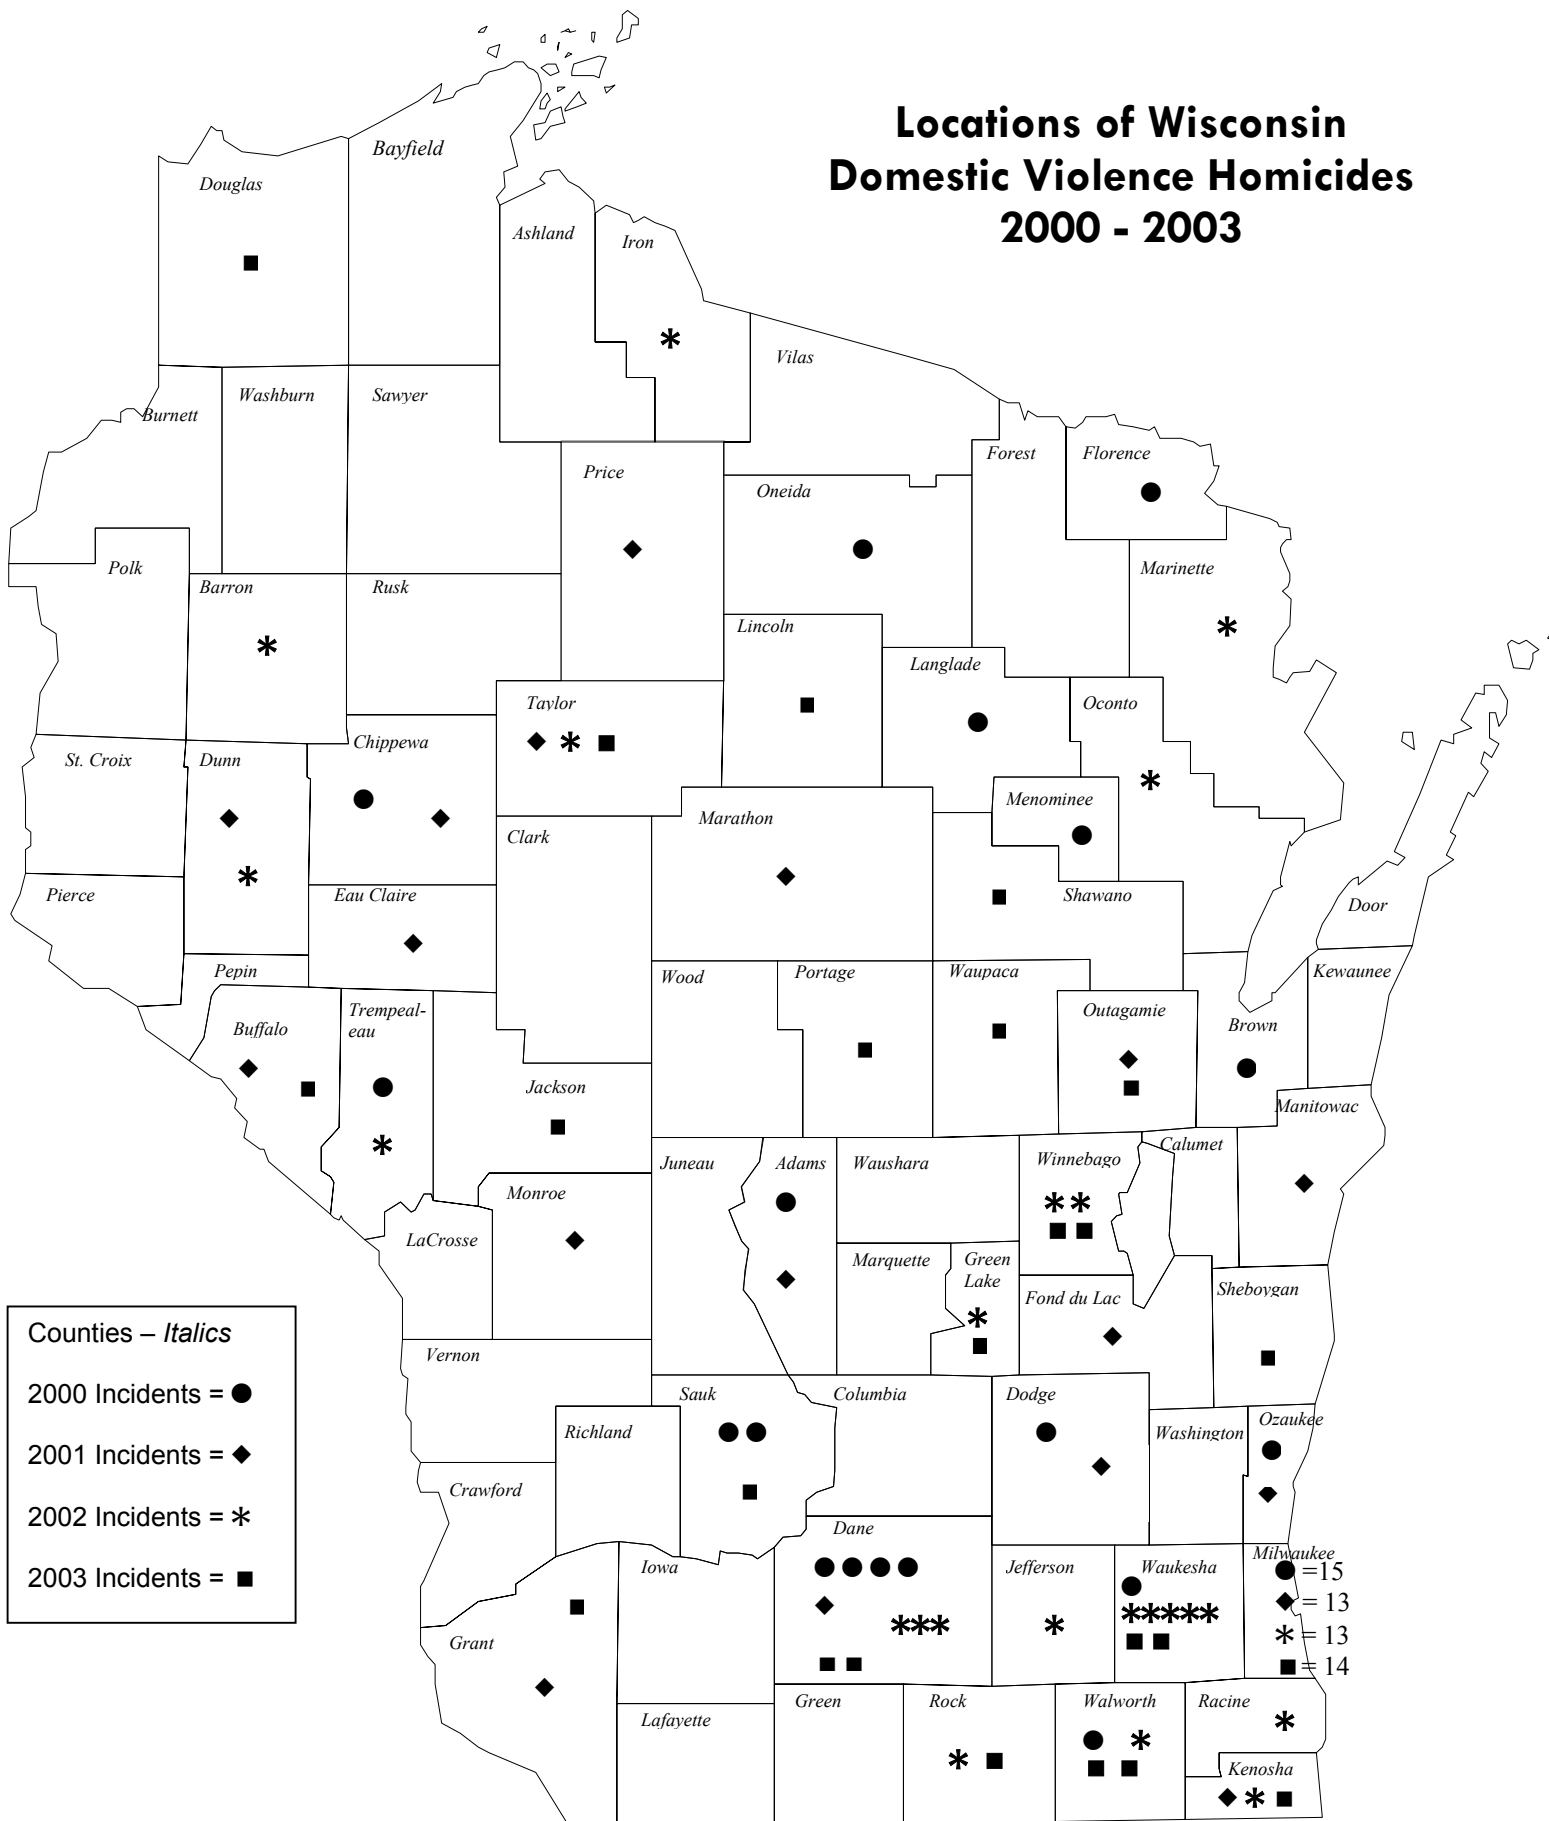 Locations of Wisconsin
Domestic Violence Homicides
2000 - 2003
Bayfield
Douglas
Ashland
Iron
Vilas
Burnett
Washburn
Sawyer
Forest
Florence
Price
Oneida
Polk
Barron
Rusk
Marinette
Lincoln
Langlade
Taylor
Oconto
Chippewa
St. Croix
Dunn
Menominee
Marathon
Clark
Pierce
Eau Claire
Shawano
Door
Pepin
Wood
Portage
Waupaca
Kewaunee
Trempeal-
eau
Outagamie
Buffalo
Brown
Jackson
Manitowac
Juneau
Adams
Waushara
Winnebago
Calumet
Monroe
LaCrosse
Marquette
Green
Lake
Fond du Lac
Sheboygan
Counties – Italics
2000 Incidents = ●
2001 Incidents = ◆
2002 Incidents = *
2003 Incidents = ■
Vernon
Sauk
Columbia
Dodge
Ozaukee
Richland
Washington
Crawford
Dane
Iowa
Jefferson
Waukesha
Milwaukee
=15
= 13
= 13
= 14
Grant
Lafayette
Green
Rock
Walworth
Racine
Kenosha